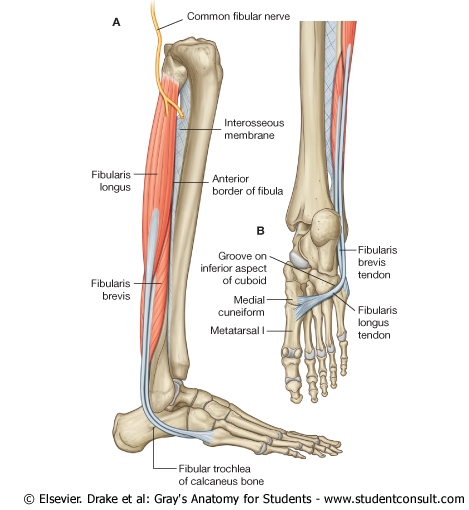 A
Common fibular nerve
Interosseous
membrane
Fibularis
longus
Anterior
border of fibula
B
Groove on
inferior aspect
of cuboid
Fibularis
brevis
tendon
Fibularis
brevis
Medial
cuneiform
Fibularis
longus
tendon
Metatarsal I
Fibular trochlea
of calcaneus bone
© Elsevier. Drake et al: Gray's Anatomy for Students - www.studentconsult.com